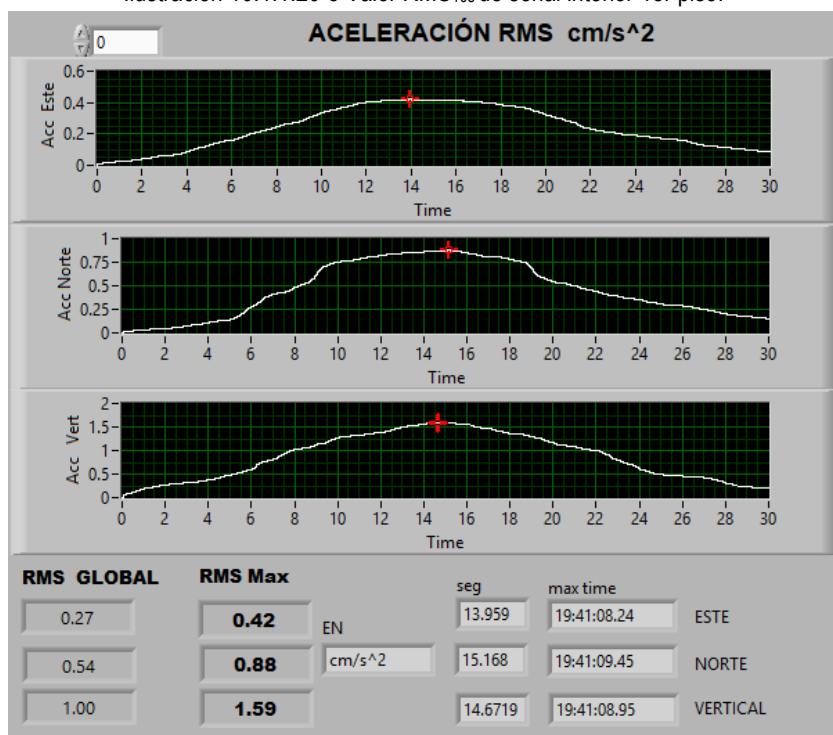 0
ACELERACIÓN RMS cm/s^2
Acc Este
0.6
0.4
0.2
0
0 2 4 6 8 10 12 14 16 18 20 22 24 26 28 30
Time
Acc Norte
1
0.75
0.5
0.25
0
0 2 4 6 8 10 12 14 16 18 20 22 24 26 28 30
Time
Acc Vert
2
1.5
1
0.5
0
0 2 4 6 8 10 12 14 16 18 20 22 24 26 28 30
Time
RMS GLOBAL RMS Max seg max time
0.27 0.42 EN 13.959 19:41:08.24 ESTE
0.54 0.88 cm/s^2 15.168 19:41:09.45 NORTE
1.00 1.59 14.6719 19:41:08.95 VERTICAL